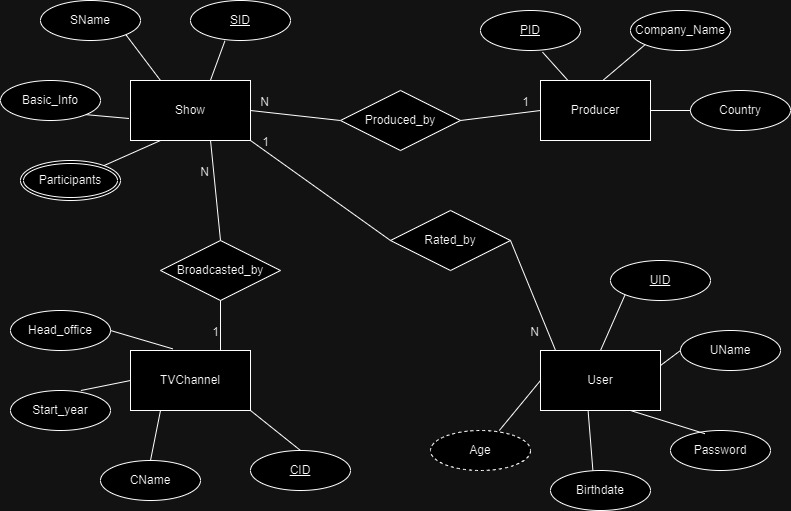 SName
SID
PID
Company_Name
Basic_Info
Show
N
Produced_by
1
Producer
Country
1
Participants
N
Rated_by
Broadcasted_by
UID
Head_office
1
N
UName
TVChannel
User
Start_year
Age
Password
CName
CID
Birthdate